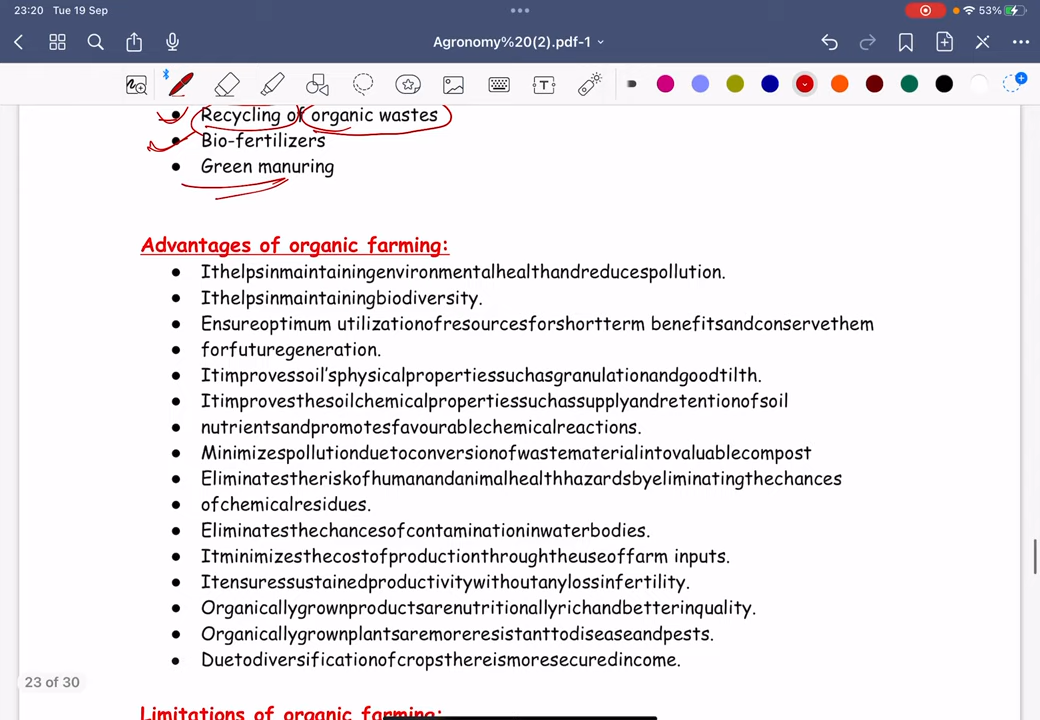 23:20 Tue 19 Sep
53%
Agronomy%20(2).pdf-1
Recycling of organic wastes
Bio-fertilizers
Green manuring
Advantages of organic farming:
Ithelpsinmaintainingenvironmentalhealthandreducespollution.
Ithelpsinmaintainingbiodiversity.
Ensureoptimum utilizationofresourcesforshortterm benefitsandconservethem
forfuturegeneration.
Itimprovessoil'sphysicalpropertiessuchasgranulationandgoodtilth.
Itimprovesthesoilchemicalpropertiessuchassupplyandretentionofsoil
nutrientsandpromotesfavourablechemicalreactions.
Minimizespollutionduetoconversionofwastematerialintovaluablecompost
Eliminatestheriskofhumanandanimalhealthhazardsbyeliminatingthechances
ofchemicalresidues.
Eliminatesthechancesofcontaminationinwaterbodies.
Itminimizesthecostofproductionthroughtheuseoffarm inputs.
Itensuressustainedproductivitywithoutanylossinfertility.
Organicallygrownproductsarenutritionallyrichandbetterinquality.
Organicallygrownplantsaremoreresistanttodiseaseandpests.
Duetodiversificationofcropsthereismoresecuredincome.
23 of 30
Limitations of organic farming: